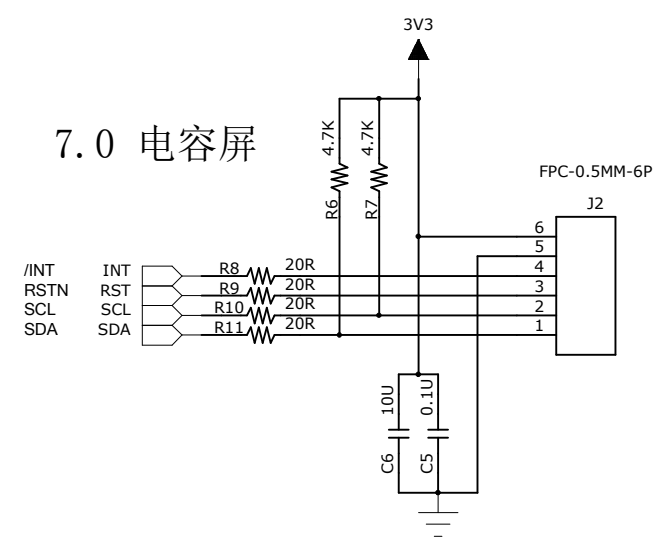 3V3
7.0 电容屏
4.7K
4.7K
R6
R7
FPC-0.5MM-6P
J2
6
5
/INT INT R8 20R 4
RSTN RST R9 20R 3
SCL SCL R10 20R 2
SDA SDA R11 20R 1
10U
0.1U
C6
C5